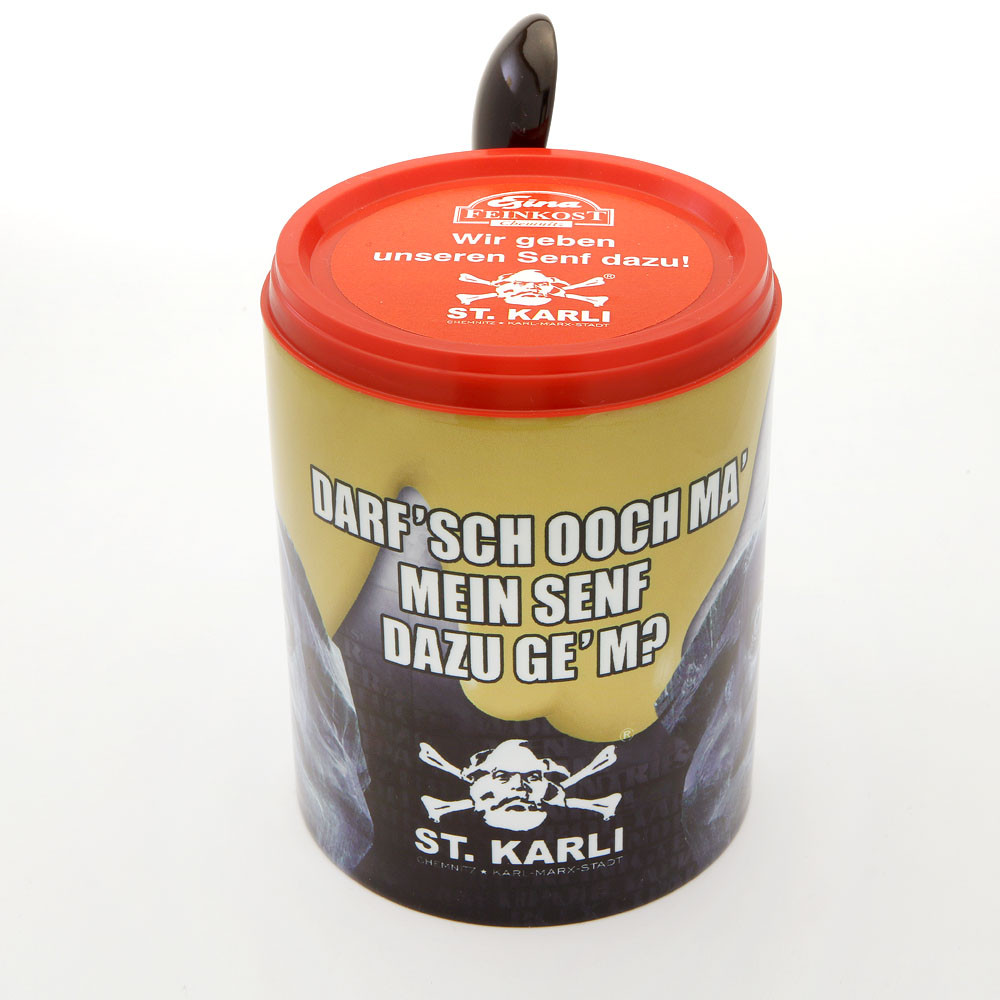 Ezina
FEINKOST
Chemnitz
Wir geben
unseren Senf dazu!
®
ST. KARLI
CHEMNITZ ★ KARL-MARX-STADT
DARF'SCH OOCH MA'
MEIN SENF
DAZU GE'M?
®
ST. KARLI
CHEMNITZ ★ KARL-MARX-STADT